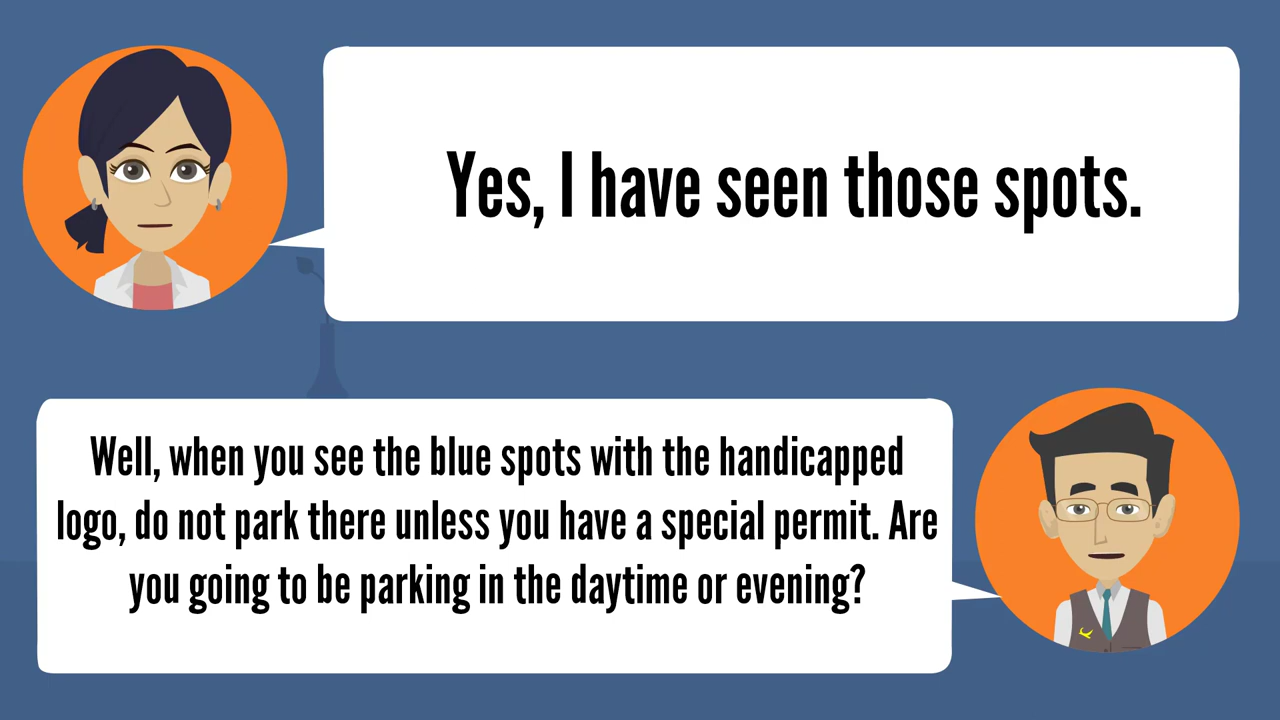 Yes, I have seen those spots.
Well, when you see the blue spots with the handicapped
logo, do not park there unless you have a special permit. Are
you going to be parking in the daytime or evening?